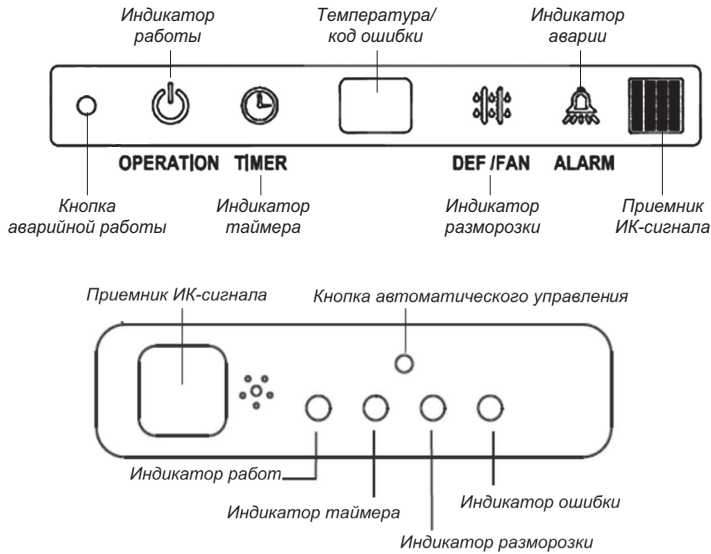 Индикатор
работы
Температура/
код ошибки
Индикатор
аварии
OPERATION
TIMER
DEF /FAN
ALARM
Кнопка
аварийной работы
Индикатор
таймера
Индикатор
разморозки
Приемник
ИК-сигнала
Приемник ИК-сигнала
Кнопка автоматического управления
Индикатор работ
Индикатор таймера
Индикатор ошибки
Индикатор разморозки